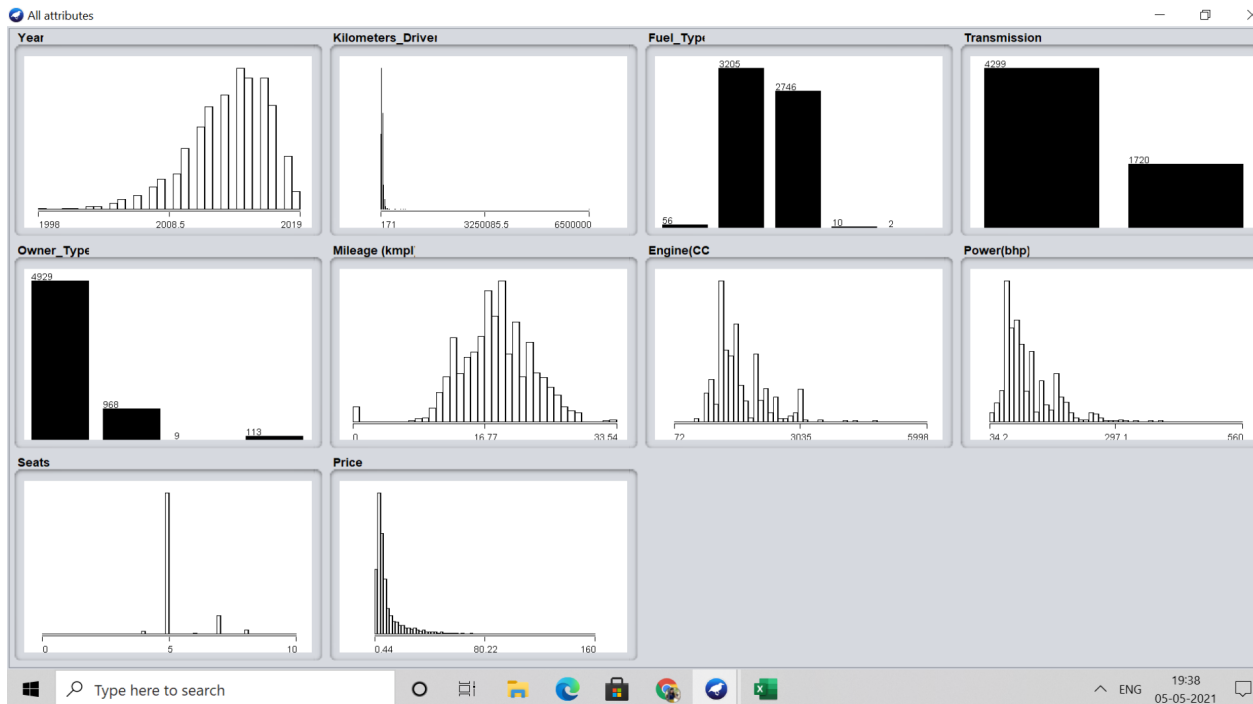 All attributes
Year
1998 2008.5 2019
Kilometers_Driver
171 3250085.5 6500000
Fuel_Type
56 3205 2746 10 2
Transmission
4299 1720
Owner_Type
4929 968 9 113
Mileage (kmpl
0 16.77 33.54
Engine(CC
72 3035 5998
Power(bhp)
34.2 297.1 560
Seats
0 5 10
Price
0.44 80.22 160
Type here to search
ENG
19:38
05-05-2021